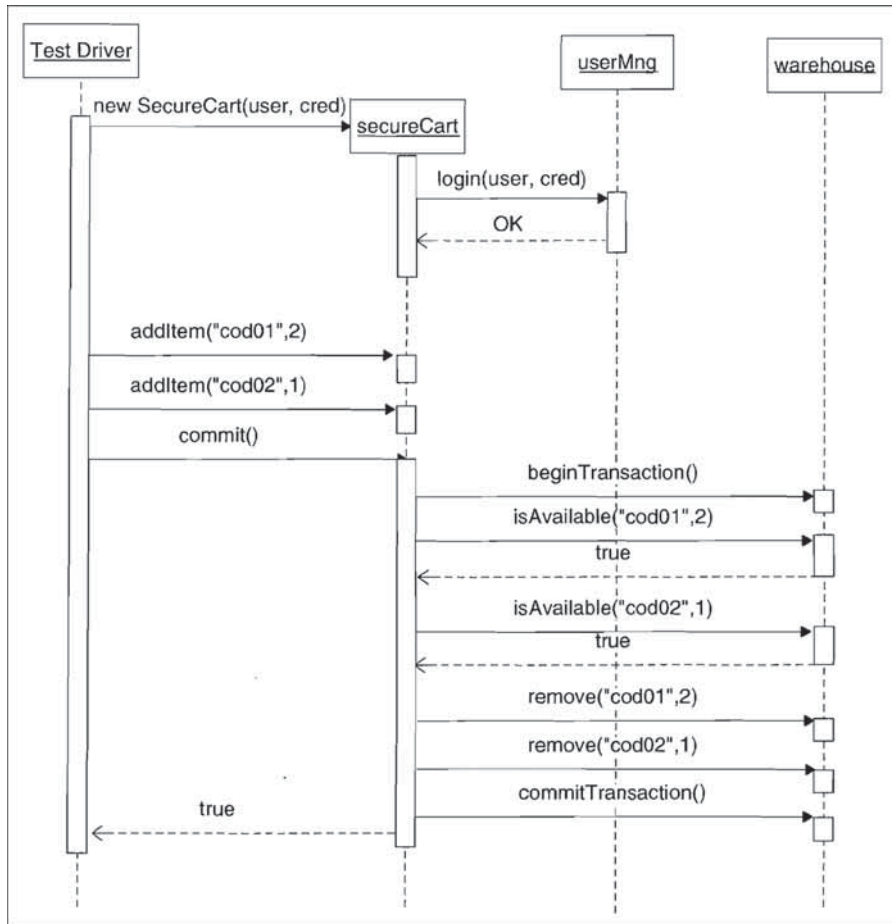 Test Driver
userMng
warehouse
new SecureCart(user, cred)
secureCart
login(user, cred)
OK
addItem("cod01",2)
addItem("cod02",1)
commit()
beginTransaction()
isAvailable("cod01",2)
true
isAvailable("cod02",1)
true
remove("cod01",2)
remove("cod02",1)
commitTransaction()
true